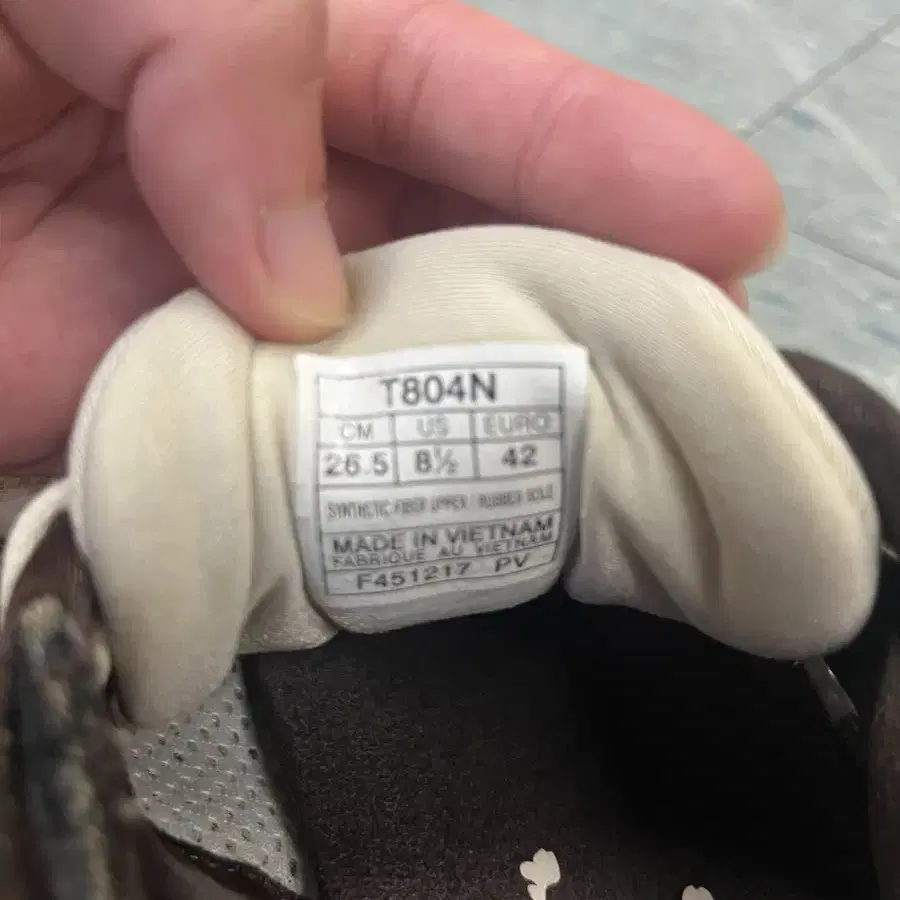 T804N
CM US EURO
26.5 8½ 42
SYNTHETIC FIBER UPPER / RUBBER SOLE
MADE IN VIETNAM
FABRIQUE AU VIETNAM
F451217 PV